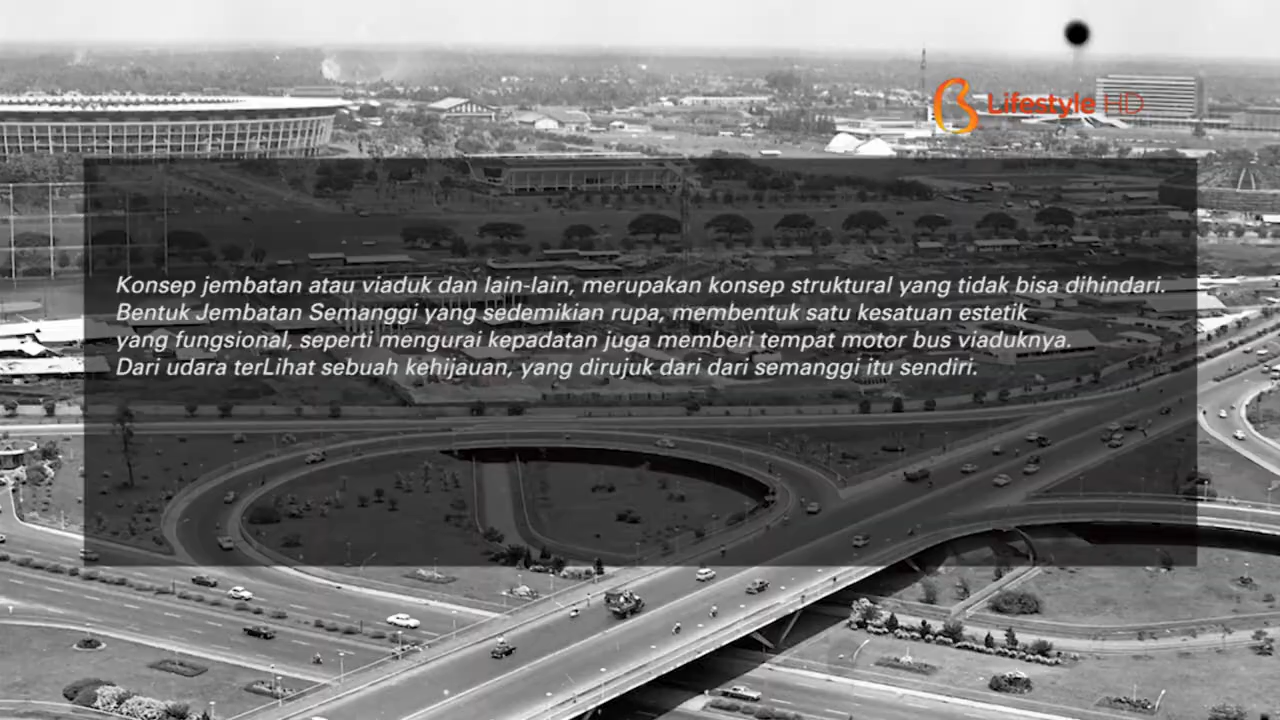 Lifestyle HD
Konsep jembatan atau viaduk dan lain-lain, merupakan konsep struktural yang tidak bisa dihindari.
Bentuk Jembatan Semanggi yang sedemikian rupa, membentuk satu kesatuan estetik
yang fungsional, seperti mengurai kepadatan juga memberi tempat motor bus viaduknya.
Dari udara terLihat sebuah kehijauan, yang dirujuk dari dari semanggi itu sendiri.